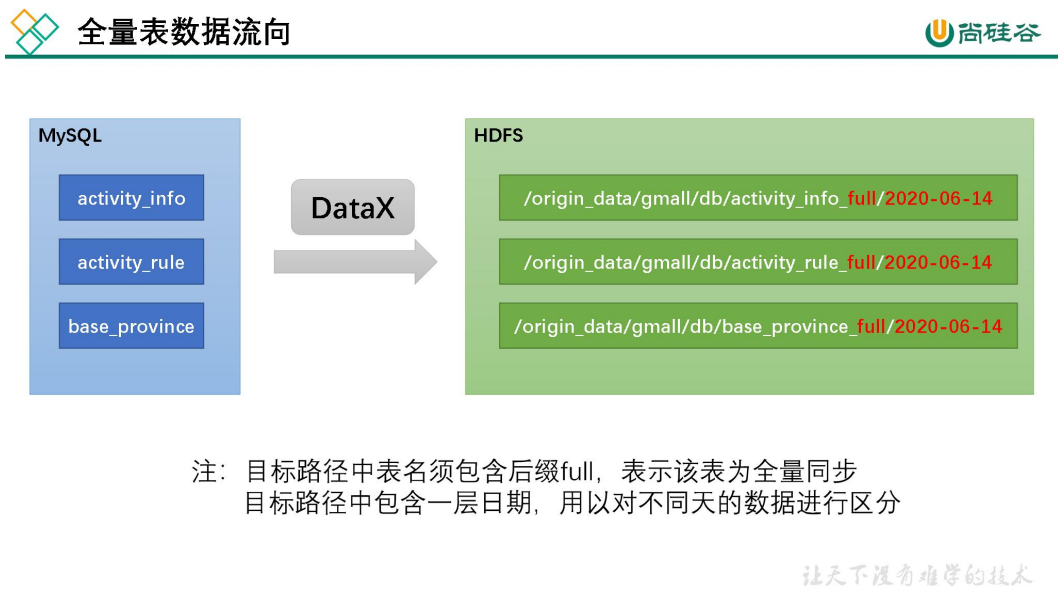 全量表数据流向
尚硅谷
MySQL
activity_info
activity_rule
base_province
DataX
HDFS
/origin_data/gmall/db/activity_info_full/2020-06-14
/origin_data/gmall/db/activity_rule_full/2020-06-14
/origin_data/gmall/db/base_province_full/2020-06-14
注：目标路径中表名须包含后缀full，表示该表为全量同步
目标路径中包含一层日期，用以对不同天的数据进行区分
让天下没有难学的技术